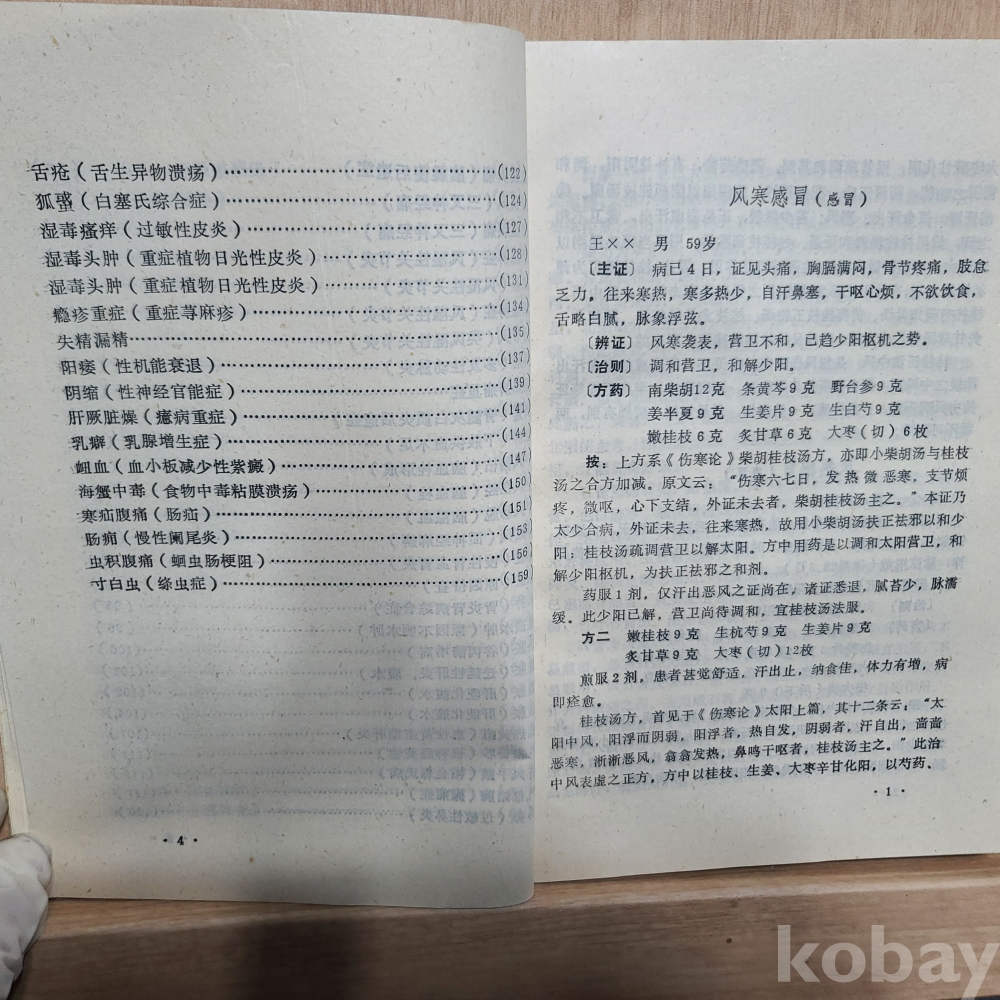 舌疮（舌生异物溃疡）……(122)
狐𧌒（白塞氏综合症）……(124)
湿毒瘙痒（过敏性皮炎）……(127)
湿毒头肿（重症植物日光性皮炎）……(128)
湿毒头肿（重症植物日光性皮炎）……(131)
瘾疹重症（重症荨麻疹）……(134)
失精漏精……(135)
阳痿（性机能衰退）……(137)
阴缩（性神经官能症）……(139)
肝厥脏燥（癔病重症）……(141)
乳癖（乳腺增生症）……(144)
衄血（血小板减少性紫癜）……(147)
海蟹中毒（食物中毒粘膜溃疡）……(150)
寒疝腹痛（肠疝）……(151)
肠痈（慢性阑尾炎）……(153)
虫积腹痛（蛔虫肠梗阻）……(156)
寸白虫（绦虫症）……(159)
· 4 ·
风寒感冒（感冒）
王×× 男 59岁
〔主证〕 病已4日，证见头痛，胸膈满闷，骨节疼痛，肢愈
乏力。往来寒热，寒多热少，自汗鼻塞，干呕心烦，不欲饮食，
舌略白腻，脉象浮弦。
〔辨证〕 风寒袭表，营卫不和，已趋少阳枢机之势。
〔治则〕 调和营卫，和解少阳。
〔方药〕 南柴胡12克 条黄芩9克 野台参9克
姜半夏9克 生姜片9克 生白芍9克
嫩桂枝6克 炙甘草6克 大枣（切）6枚
按：上方系《伤寒论》柴胡桂枝汤方，亦即小柴胡汤与桂枝
汤之合方加减。原文云：“伤寒六七日，发热微恶寒，支节烦
疼，微呕，心下支结，外证未去者，柴胡桂枝汤主之。”本证乃
太少合病，外证未去，往来寒热，故用小柴胡汤扶正祛邪以和少
阳；桂枝汤疏调营卫以解太阳。方中用药是以调和太阳营卫，和
解少阳枢机，为扶正祛邪之和剂。
药服1剂，仅汗出恶风之证尚在，诸证悉退，腻苔少，脉濡
缓。此少阳已解，营卫尚待调和，宜桂枝汤法服。
方二 嫩桂枝9克 生杭芍9克 生姜片9克
炙甘草9克 大枣（切）12枚
煎服2剂，患者甚觉舒适，汗出止，纳食佳，体力有增，病
即痊愈。
桂枝汤方，首见于《伤寒论》太阳上篇，其十二条云：“太
阳中风，阳浮而阴弱，阳浮者，热自发，阴弱者，汗自出，啬啬
恶寒，淅淅恶风，翕翕发热，鼻鸣干呕者，桂枝汤主之。”此治
中风表虚之正方，方中以桂枝、生姜、大枣辛甘化阳，以芍药、
· 1 ·
kobay